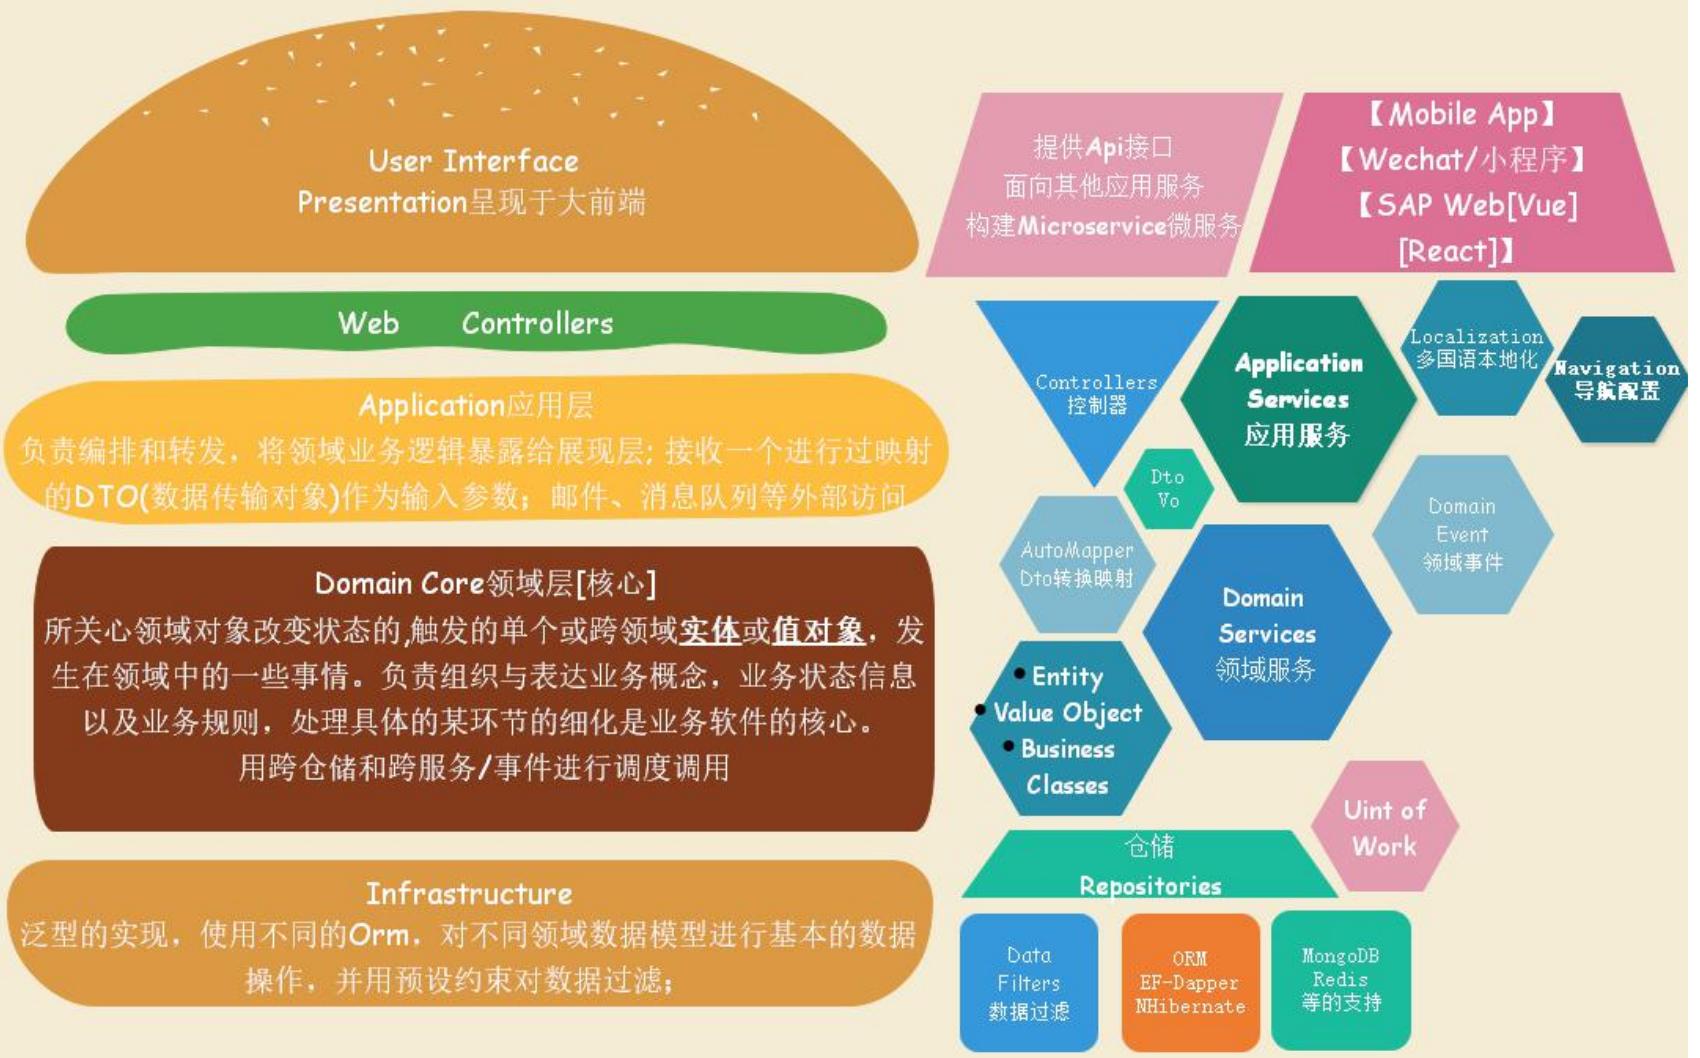 User Interface
Presentation呈现于大前端
Web Controllers
Application应用层
负责编排和转发，将领域业务逻辑暴露给展现层; 接收一个进行过映射
的DTO(数据传输对象)作为输入参数；邮件、消息队列等外部访问
Domain Core领域层[核心]
所关心领域对象改变状态的,触发的单个或跨领域实体或值对象，发
生在领域中的一些事情。负责组织与表达业务概念，业务状态信息
以及业务规则，处理具体的某环节的细化是业务软件的核心。
用跨仓储和跨服务/事件进行调度调用
Infrastructure
泛型的实现，使用不同的Orm，对不同领域数据模型进行基本的数据
操作，并用预设约束对数据过滤；
提供Api接口
面向其他应用服务
构建Microservice微服务
【Mobile App】
【Wechat/小程序】
【SAP Web[Vue]
[React]】
Controllers
控制器
Application
Services
应用服务
Localization
多国语本地化
Navigation
导航配置
Dto
Vo
AutoMapper
Dto转换映射
Domain
Event
领域事件
Domain
Services
领域服务
• Entity
• Value Object
• Business
Classes
Uint of
Work
仓储
Repositories
Data
Filters
数据过滤
ORM
EF-Dapper
NHibernate
MongoDB
Redis
等的支持